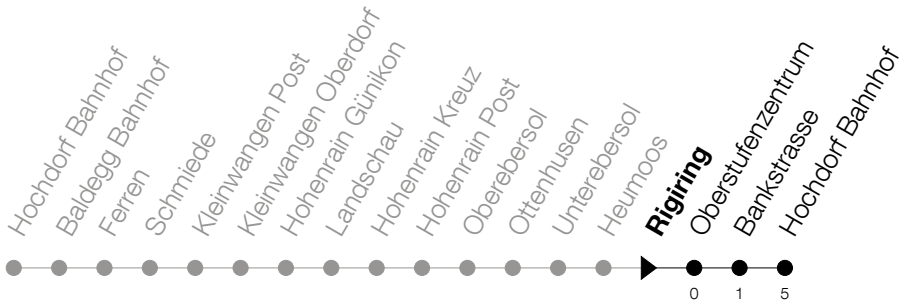 Hochdorf Bahnhof
Baldegg Bahnhof
Ferren
Schmiede
Kleinwangen Post
Kleinwangen Oberdorf
Hohenrain Günikon
Landschau
Hohenrain Kreuz
Hohenrain Post
Oberebersol
Ottenhusen
Unterebersol
Heumoos
Rigiring
Oberstufenzentrum
Bankstrasse
Hochdorf Bahnhof
0 1 5